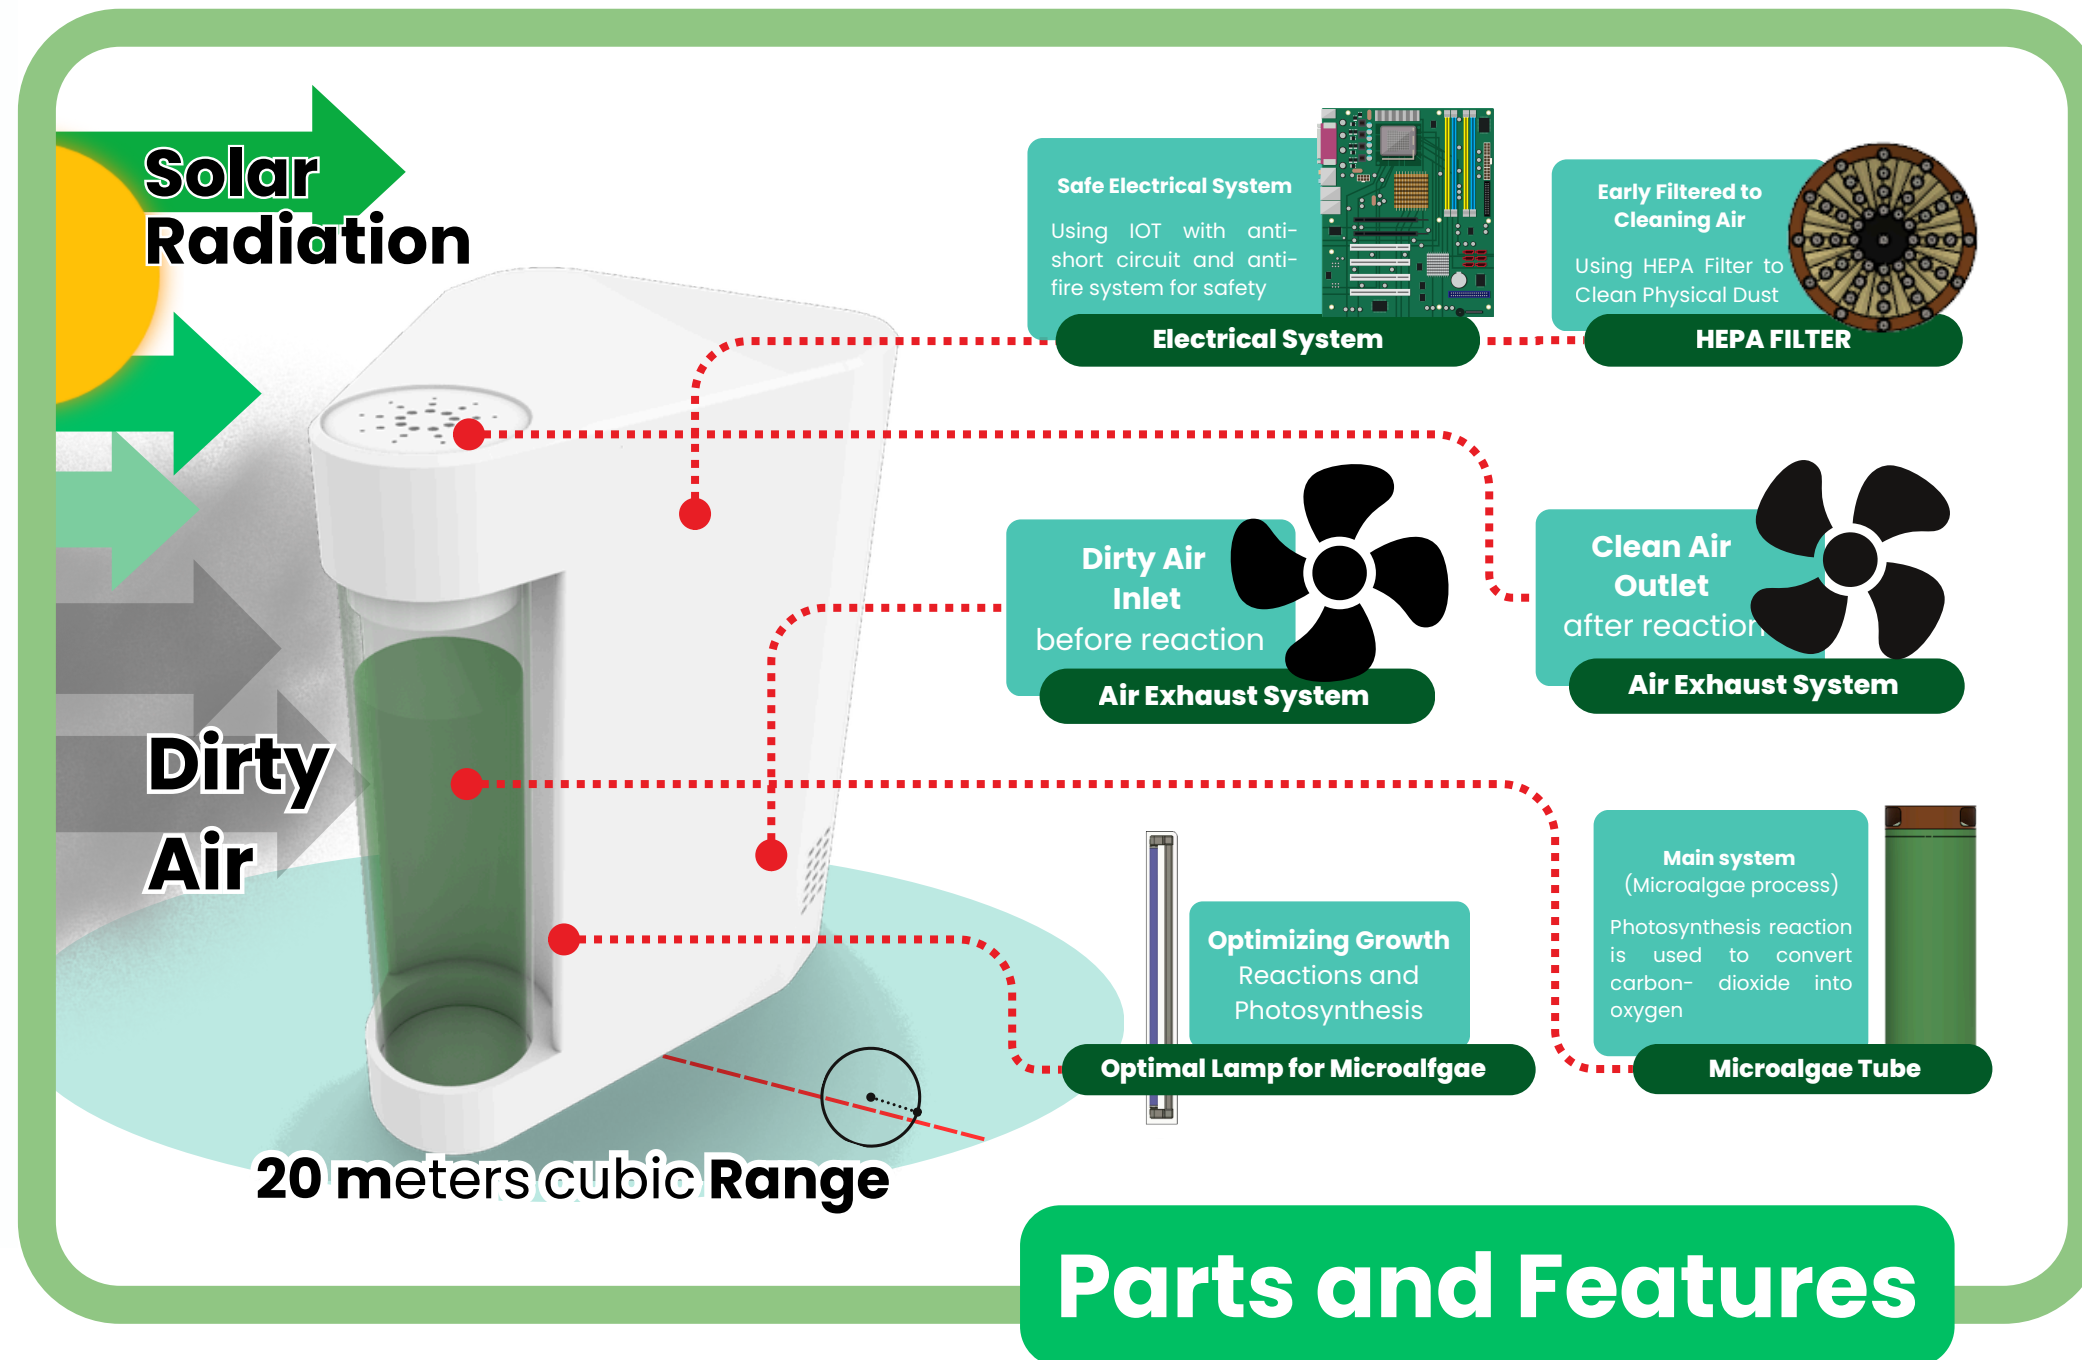 Solar
Radiation
Safe Electrical System
Using IOT with anti-
short circuit and anti-
fire system for safety
Electrical System
Early Filtered to
Cleaning Air
Using HEPA Filter to
Clean Physical Dust
HEPA FILTER
Dirty Air
Inlet
before reaction
Air Exhaust System
Clean Air
Outlet
after reaction
Air Exhaust System
Dirty
Air
Optimizing Growth
Reactions and
Photosynthesis
Optimal Lamp for Microalfgae
Main system
(Microalgae process)
Photosynthesis reaction
is used to convert
carbon- dioxide into
oxygen
Microalgae Tube
20 meters cubic Range
Parts and Features